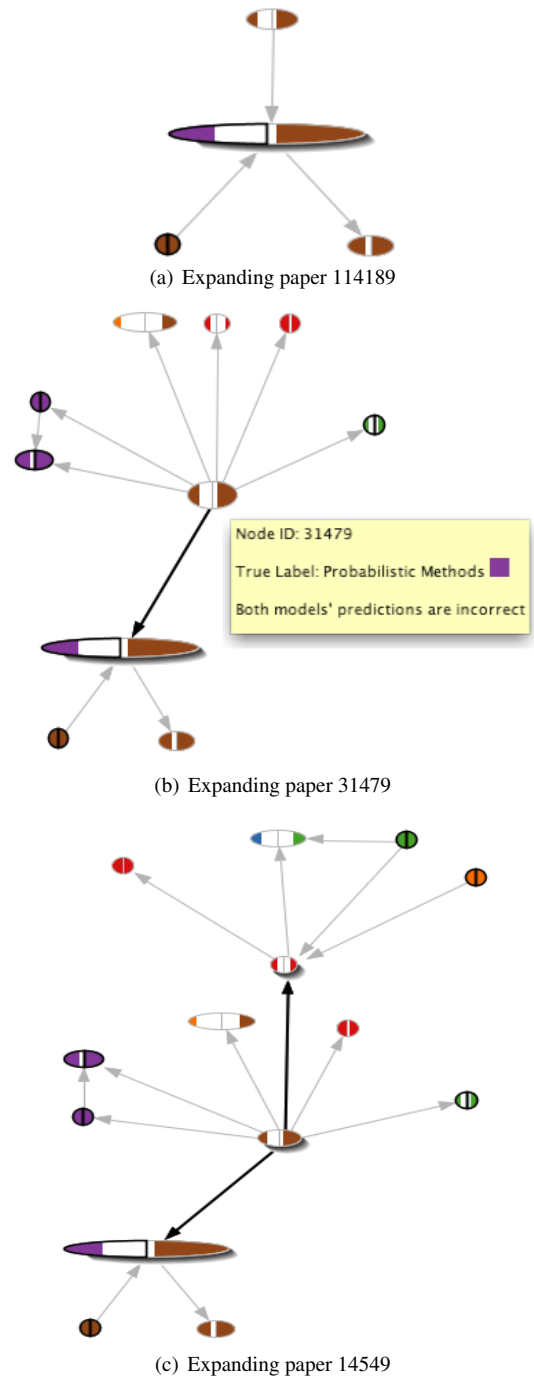 (a) Expanding paper 114189
Node ID: 31479
True Label: Probabilistic Methods
Both models' predictions are incorrect
(b) Expanding paper 31479
(c) Expanding paper 14549